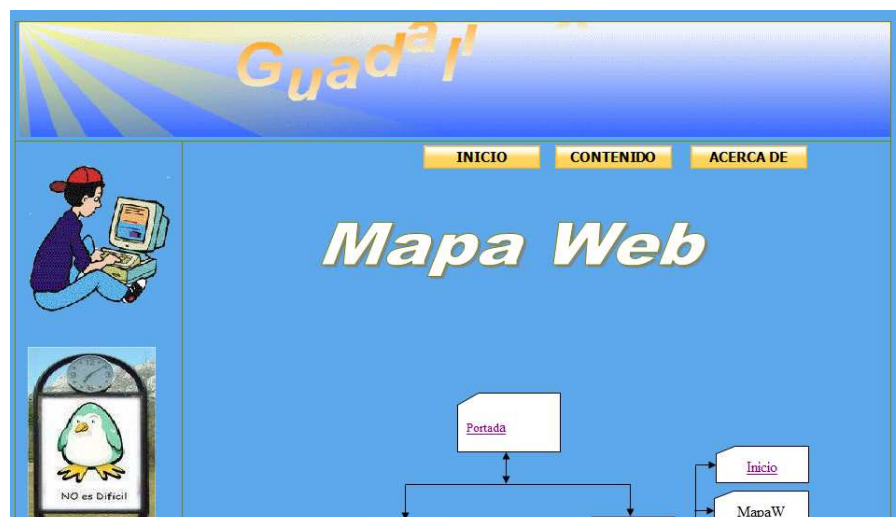 Guadal
INICIO CONTENIDO ACERCA DE
Mapa Web
NO es Dificil
Portada
Inicio
MapaW